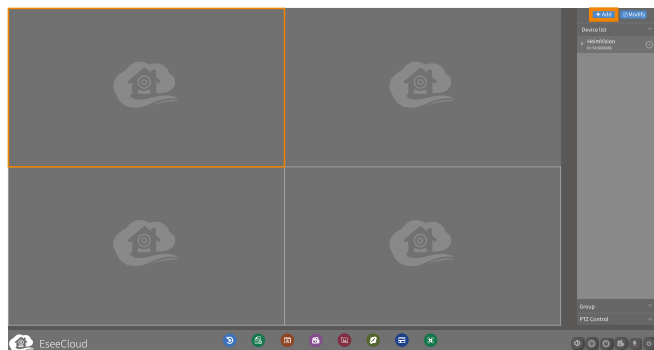 + Add
Modify
Device list
HeimVision
Group
PTZ Control
EseeCloud